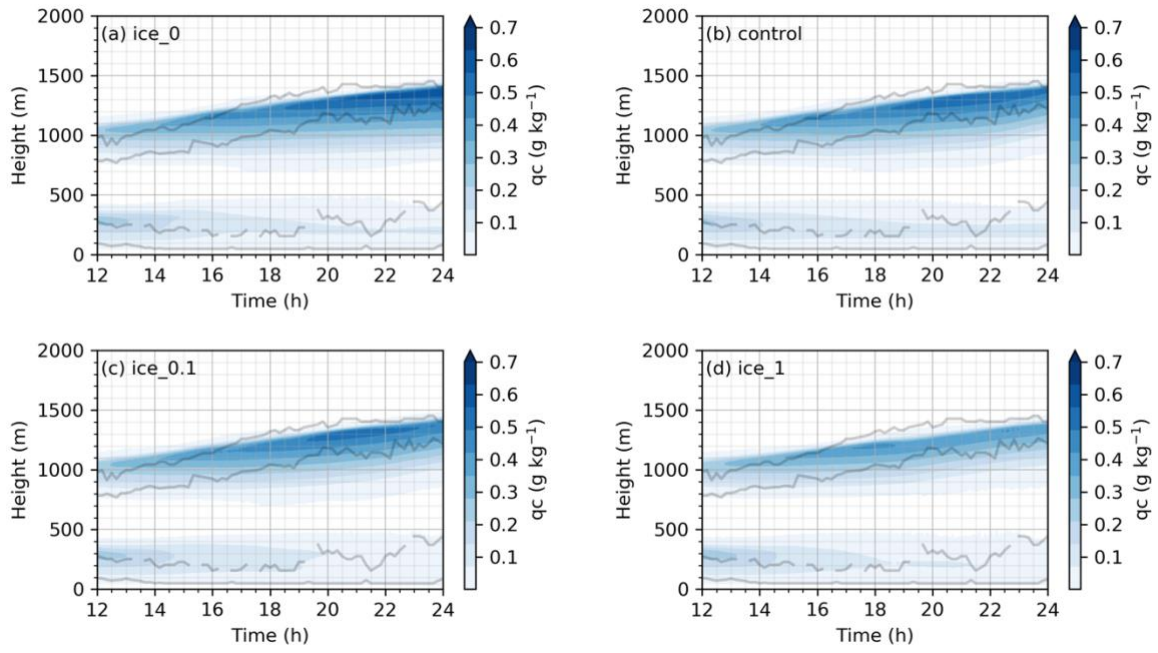 (a) ice_0
2000
1500
1000
500
0
Height (m)
12 14 16 18 20 22 24
Time (h)
0.7
0.6
0.5
0.4
0.3
0.2
0.1
qc (g kg⁻¹)
(b) control
2000
1500
1000
500
0
Height (m)
12 14 16 18 20 22 24
Time (h)
0.7
0.6
0.5
0.4
0.3
0.2
0.1
qc (g kg⁻¹)
(c) ice_0.1
2000
1500
1000
500
0
Height (m)
12 14 16 18 20 22 24
Time (h)
0.7
0.6
0.5
0.4
0.3
0.2
0.1
qc (g kg⁻¹)
(d) ice_1
2000
1500
1000
500
0
Height (m)
12 14 16 18 20 22 24
Time (h)
0.7
0.6
0.5
0.4
0.3
0.2
0.1
qc (g kg⁻¹)